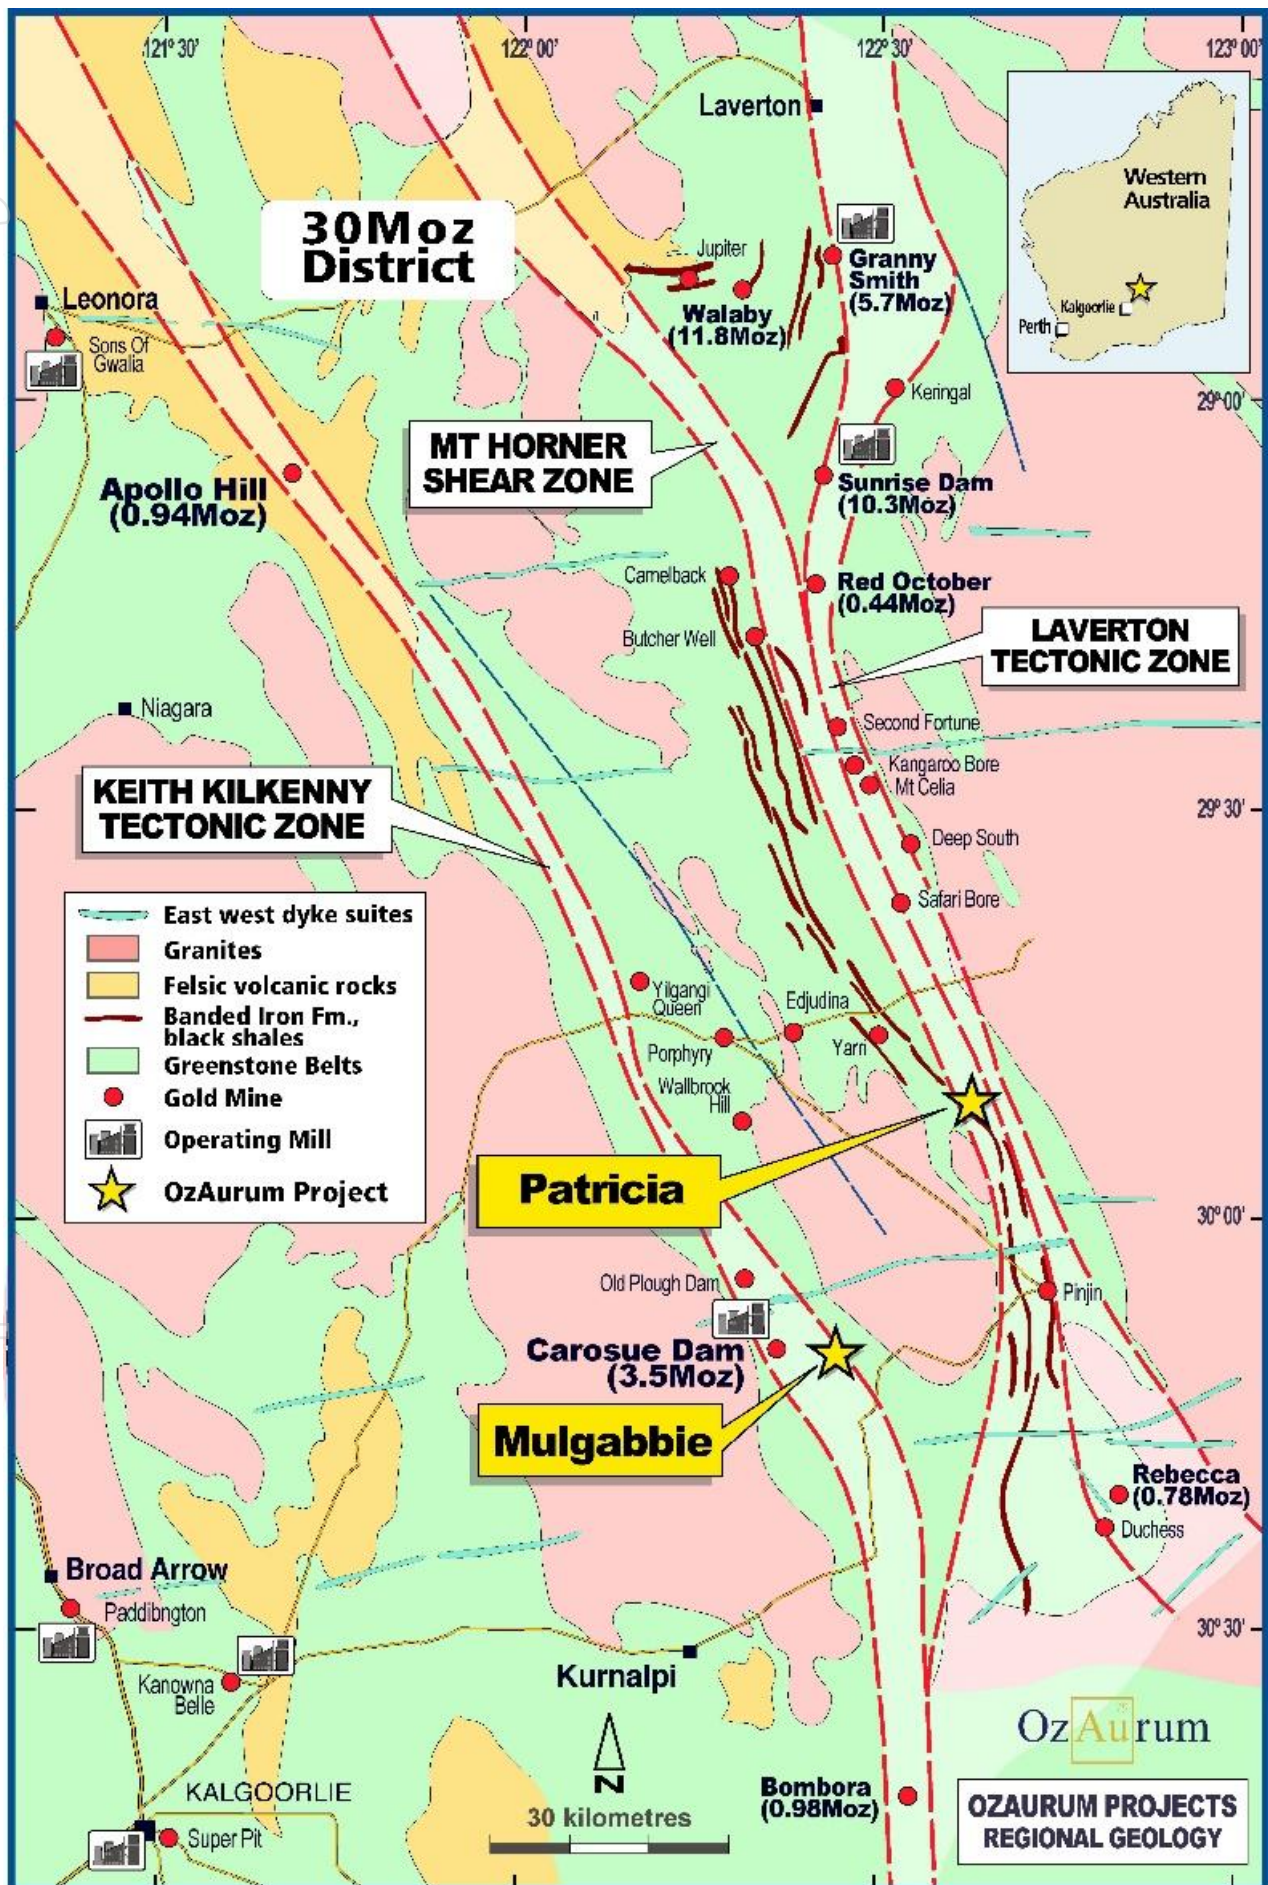 121° 30'
122° 00'
122° 30'
123° 00'
Laverton
Western
Australia
Kalgoorlie
Perth
30Moz
District
Jupiter
Granny
Smith
(5.7Moz)
Walaby
(11.8Moz)
Leonora
Sons Of
Gwalia
Keringal
29° 00'
MT HORNER
SHEAR ZONE
Apollo Hill
(0.94Moz)
Sunrise Dam
(10.3Moz)
Camelback
Red October
(0.44Moz)
Butcher Well
LAVERTON
TECTONIC ZONE
Niagara
Second Fortune
Kangaroo Bore
Mt Celia
KEITH KILKENNY
TECTONIC ZONE
29° 30'
Deep South
Safari Bore
East west dyke suites
Granites
Felsic volcanic rocks
Banded Iron Fm.,
black shales
Greenstone Belts
Gold Mine
Operating Mill
OzAurum Project
Yilgangi
Queen
Edjudina
Porphyry
Yarri
Wallbrook
Hill
Patricia
30° 00'
Old Plough Dam
Pinjin
Carosue Dam
(3.5Moz)
Mulgabbie
Rebecca
(0.78Moz)
Duchess
Broad Arrow
Paddibngton
30° 30'
Kanowna
Belle
Kurnalpi
OzAurum
N
KALGOORLIE
Super Pit
30 kilometres
Bombora
(0.98Moz)
OZAURUM PROJECTS
REGIONAL GEOLOGY